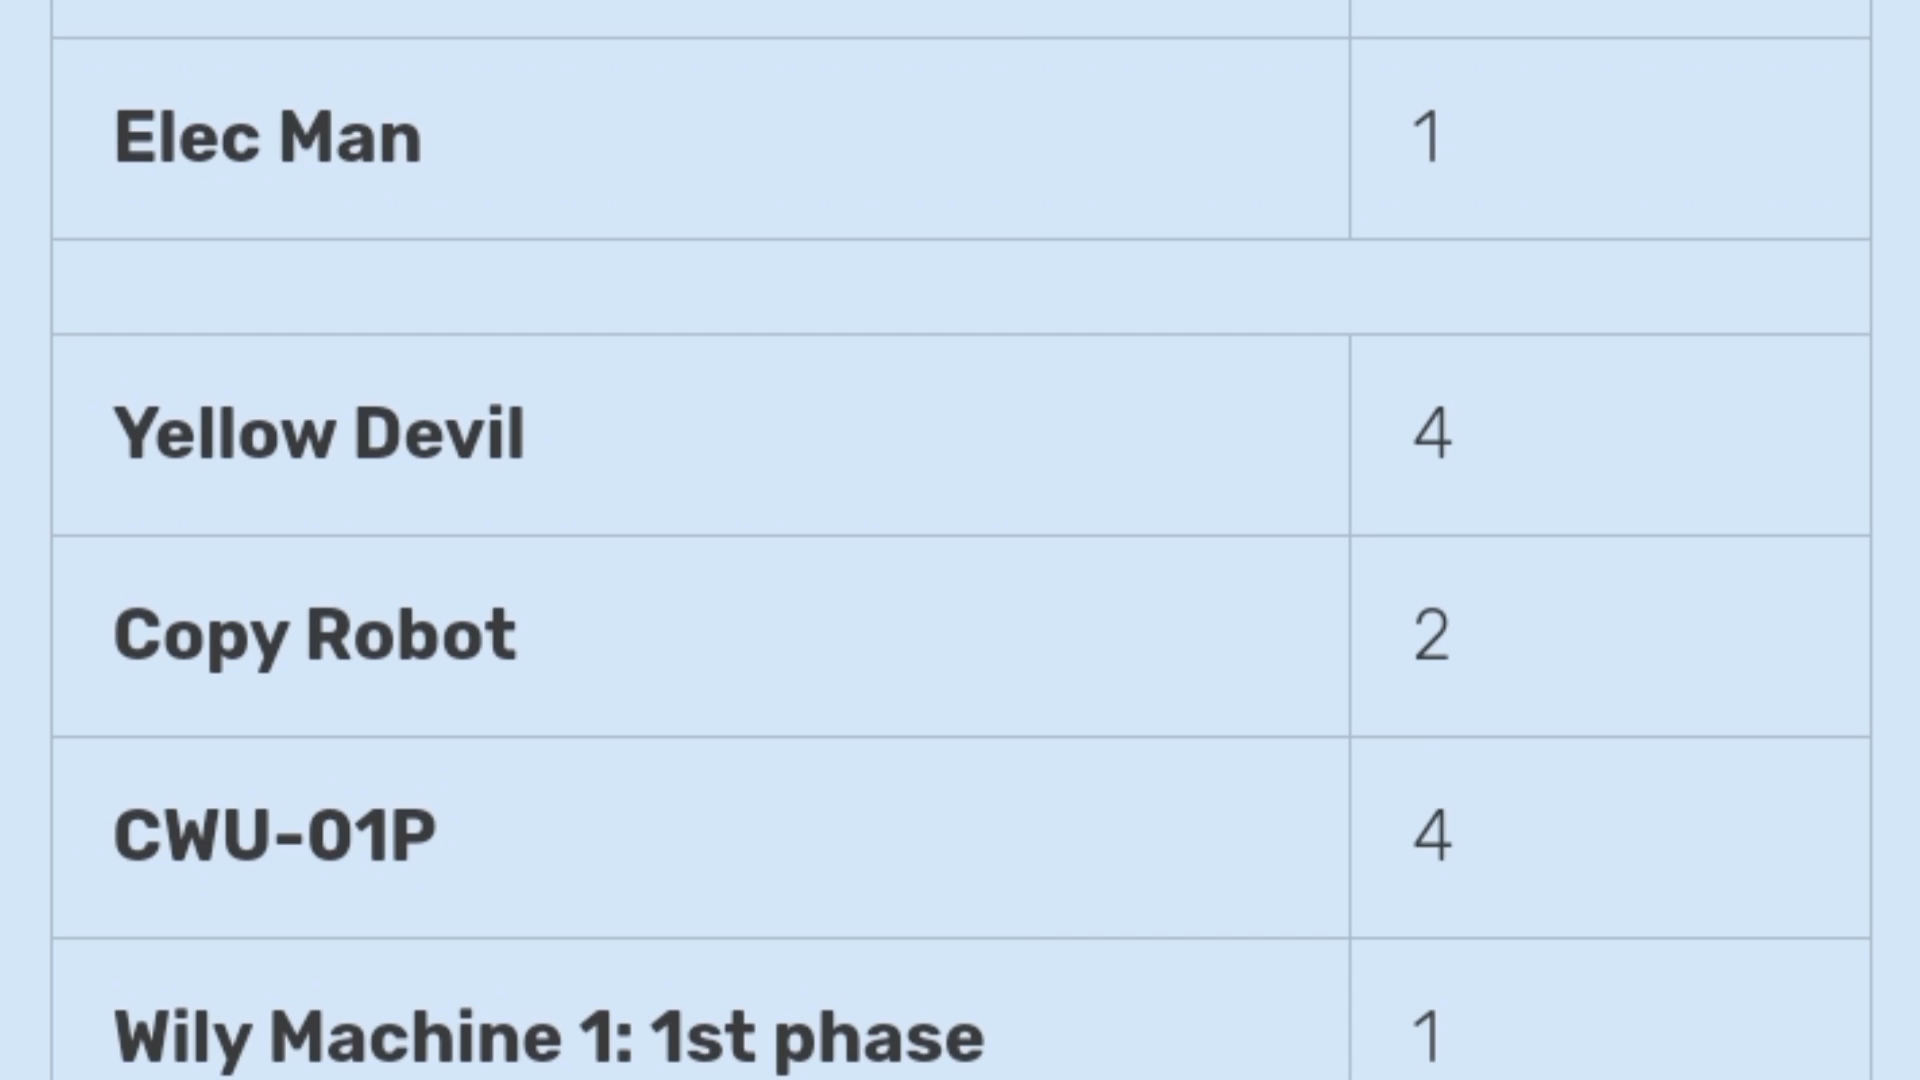 Elec Man 1
Yellow Devil 4
Copy Robot 2
CWU-01P 4
Wily Machine 1: 1st phase 1